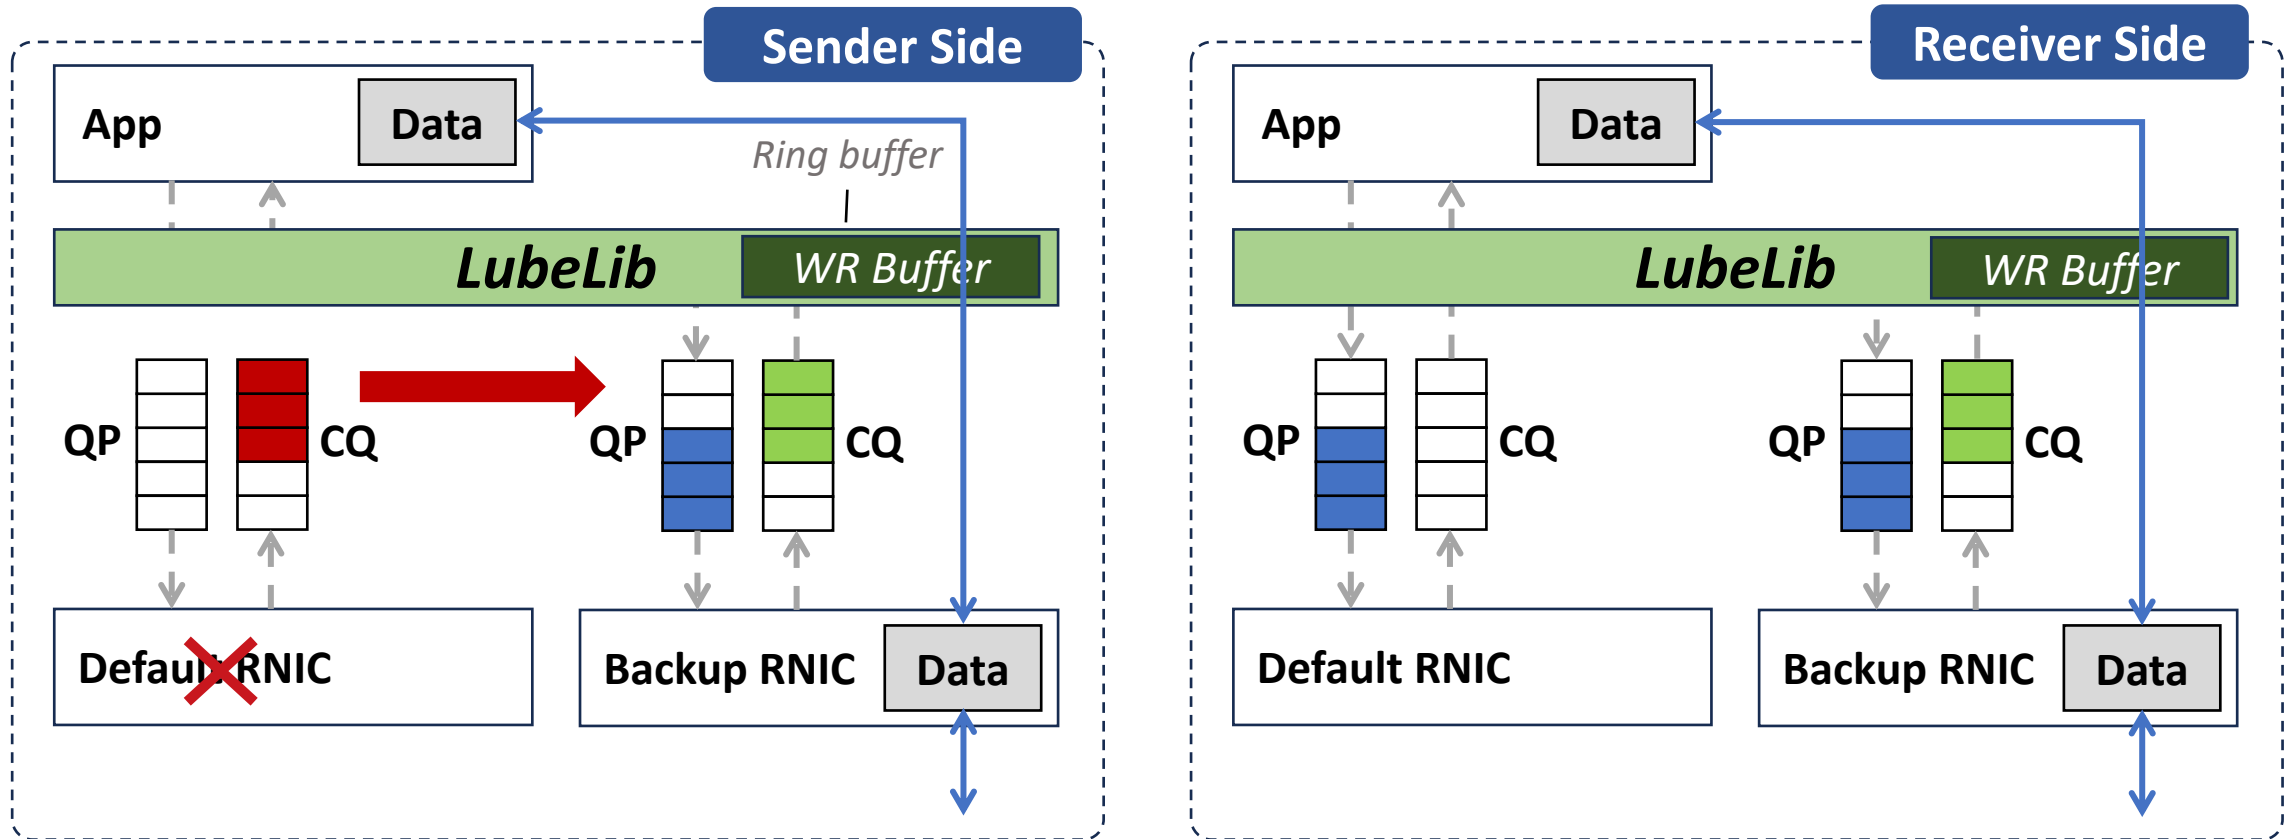 Sender Side
App
Data
Ring buffer
LubeLib
WR Buffer
QP
CQ
QP
CQ
Default RNIC
Backup RNIC
Data
Receiver Side
App
Data
LubeLib
WR Buffer
QP
CQ
QP
CQ
Default RNIC
Backup RNIC
Data